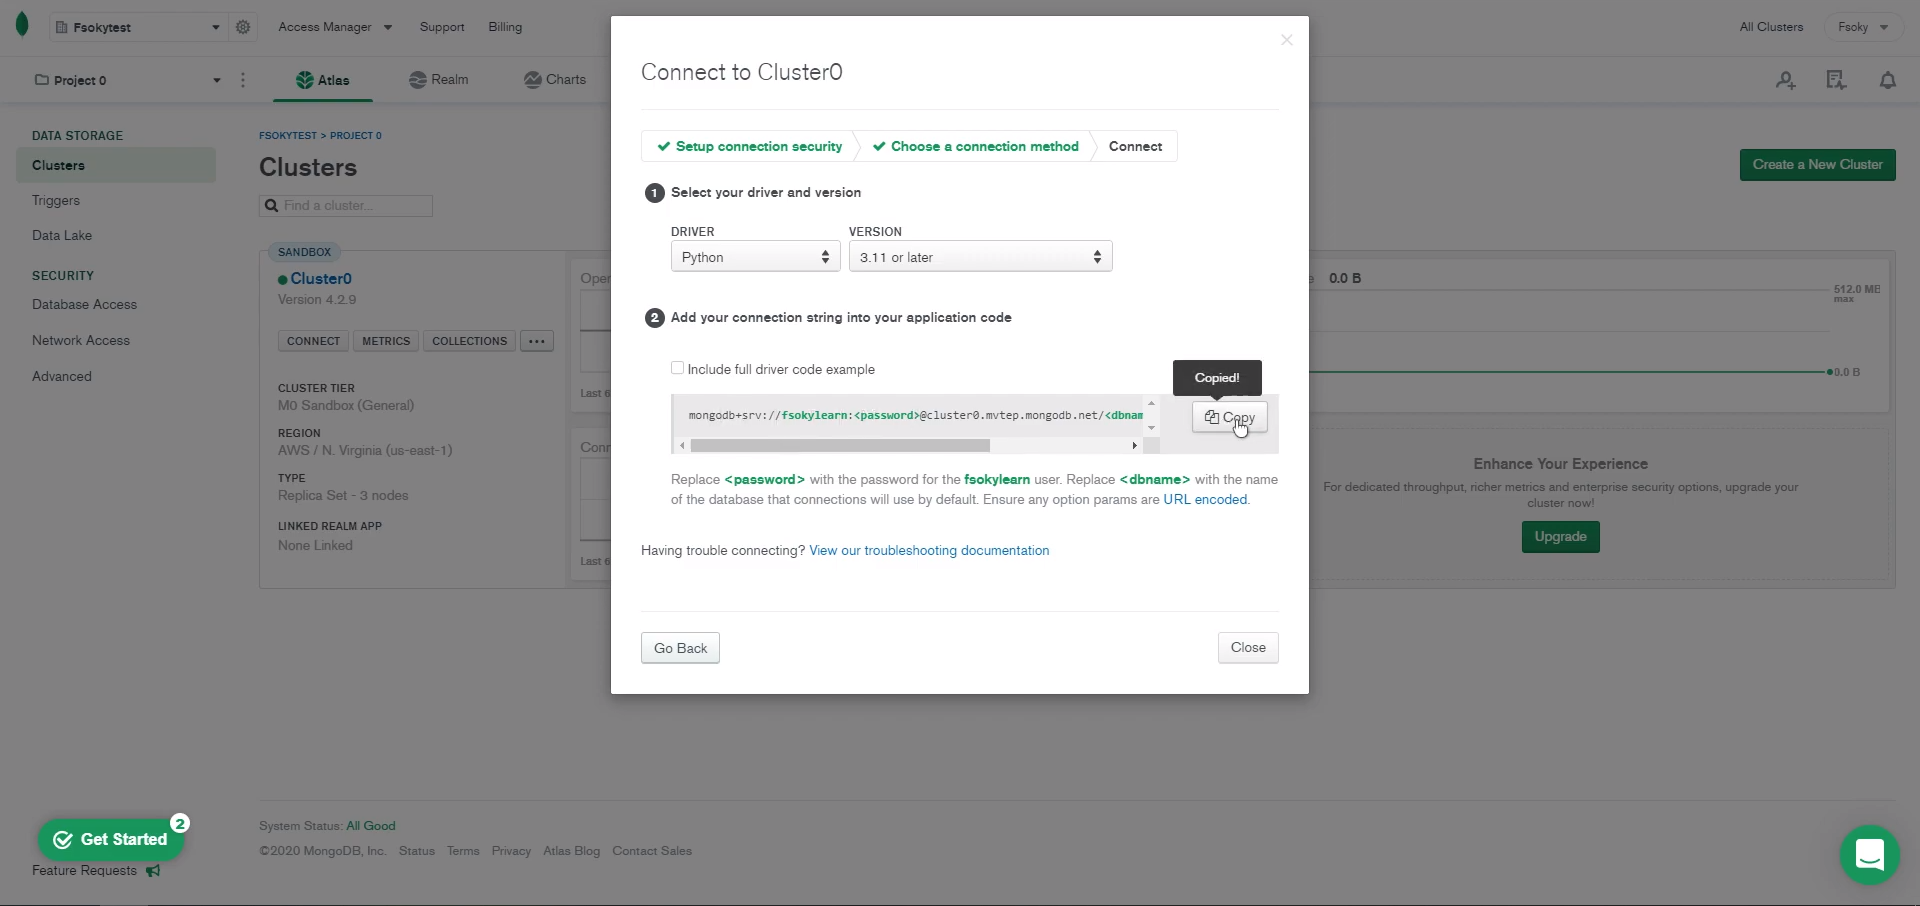 Fsokytest
Access Manager
Support
Billing
All Clusters
Fsoky
Project 0
Atlas
Realm
Charts
DATA STORAGE
Clusters
Triggers
Data Lake
SECURITY
Database Access
Network Access
Advanced
FSOKYTEST > PROJECT 0
Clusters
Find a cluster...
Create a New Cluster
SANDBOX
Cluster0
Version 4.2.9
CONNECT
METRICS
COLLECTIONS
CLUSTER TIER
M0 Sandbox (General)
REGION
AWS / N. Virginia (us-east-1)
TYPE
Replica Set - 3 nodes
LINKED REALM APP
None Linked
Connect to Cluster0
Setup connection security
Choose a connection method
Connect
1 Select your driver and version
DRIVER
VERSION
Python
3.11 or later
2 Add your connection string into your application code
Include full driver code example
Copied!
mongodb+srv://fsokylearn:<password>@cluster0.mvtep.mongodb.net/<dbnam
Copy
Replace <password> with the password for the fsokylearn user. Replace <dbname> with the name
of the database that connections will use by default. Ensure any option params are URL encoded.
Having trouble connecting? View our troubleshooting documentation
Go Back
Close
0.0 B
512.0 MB
max
0.0 B
Enhance Your Experience
For dedicated throughput, richer metrics and enterprise security options, upgrade your
cluster now!
Upgrade
System Status: All Good
©2020 MongoDB, Inc. Status Terms Privacy Atlas Blog Contact Sales
Get Started
2
Feature Requests